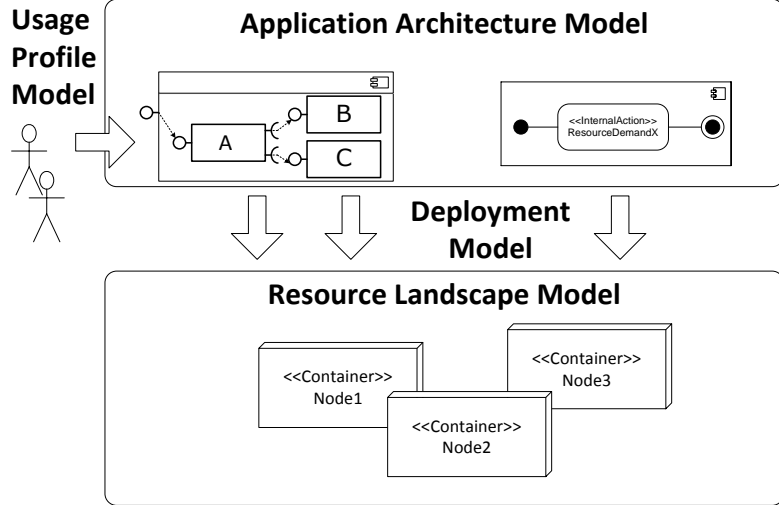 Usage
Profile
Model
Application Architecture Model
A
B
C
<<InternalAction>>
ResourceDemandX
Deployment
Model
Resource Landscape Model
<<Container>>
Node1
<<Container>>
Node2
<<Container>>
Node3